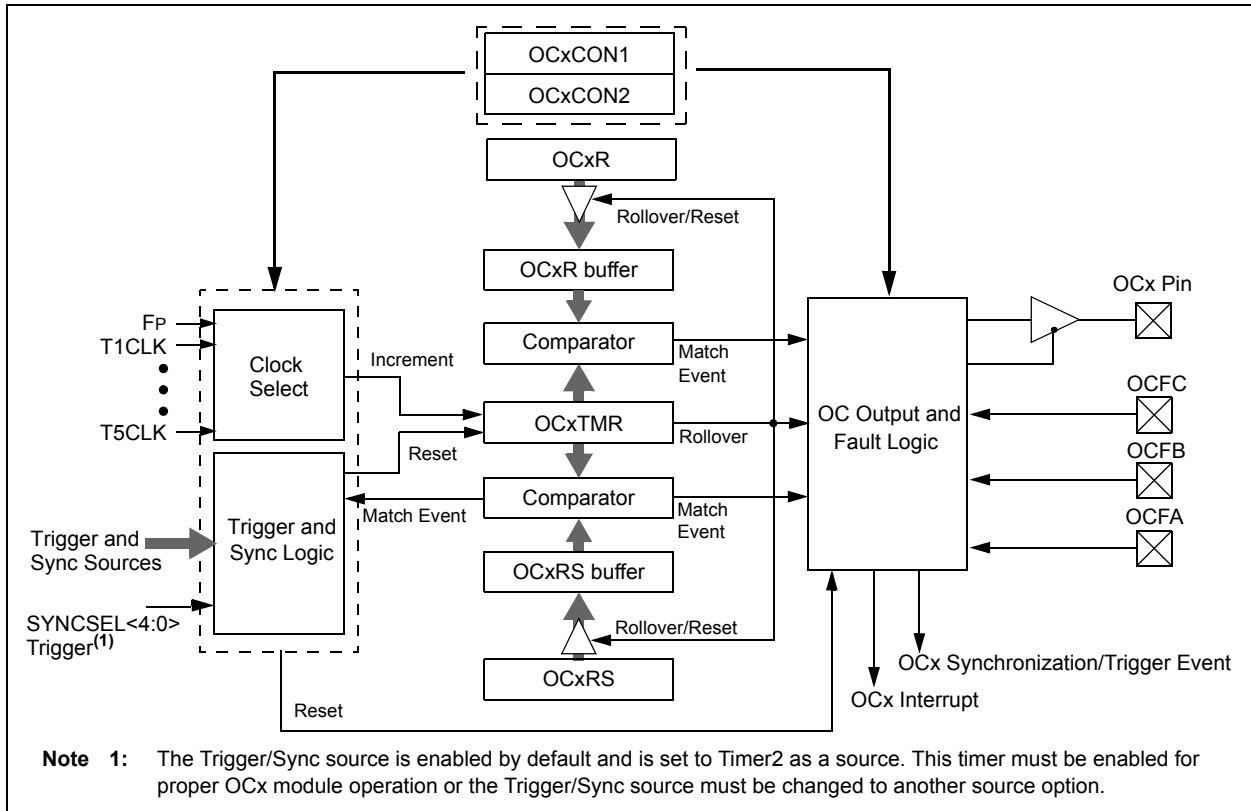 OCxCON1
OCxCON2
OCxR
Rollover/Reset
OCxR buffer
OCx Pin
FP
T1CLK
Clock
Select
Increment
Comparator
Match
Event
OCFC
T5CLK
OCxTMR
Rollover
OC Output and
Fault Logic
Reset
OCFB
Trigger and
Sync Logic
Match Event
Comparator
Match
Event
Trigger and
Sync Sources
OCFA
OCxRS buffer
SYNCSEL<4:0>
Trigger(1)
Rollover/Reset
OCxRS
OCx Synchronization/Trigger Event
OCx Interrupt
Reset
Note 1: The Trigger/Sync source is enabled by default and is set to Timer2 as a source. This timer must be enabled for
proper OCx module operation or the Trigger/Sync source must be changed to another source option.